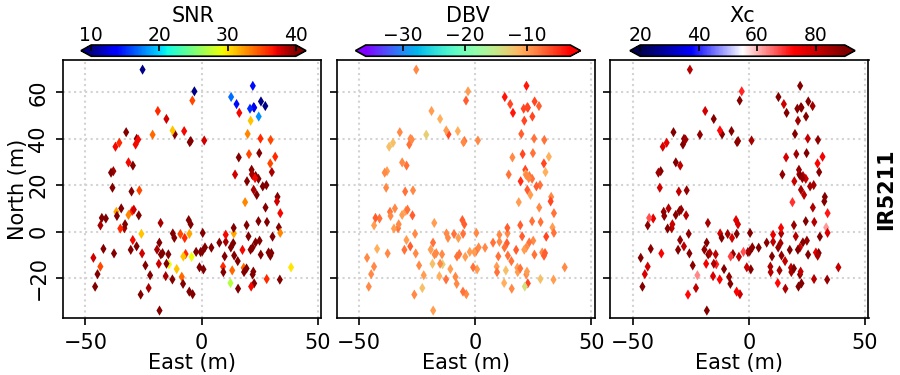 SNR DBV Xc
10 20 30 40 −30 −20 −10 20 40 60 80
60
40
20
0
−20
North (m)
IR5211
−50 0 50 −50 0 50 −50 0 50
East (m) East (m) East (m)